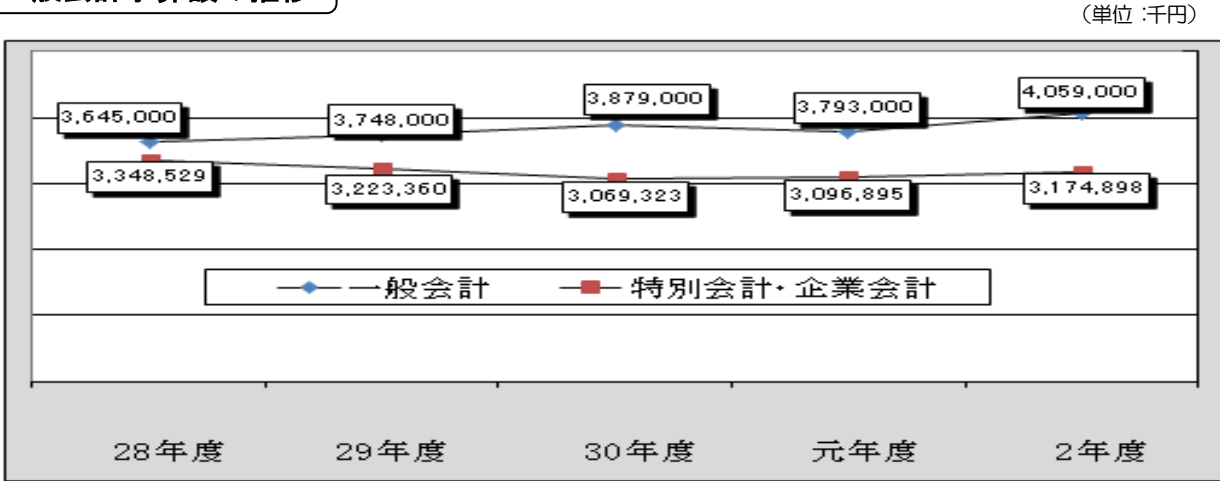 (単位:千円)
3,645,000
3,748,000
3,879,000
3,793,000
4,059,000
3,348,529
3,223,360
3,069,323
3,096,895
3,174,898
一般会計
特別会計・企業会計
28年度
29年度
30年度
元年度
2年度